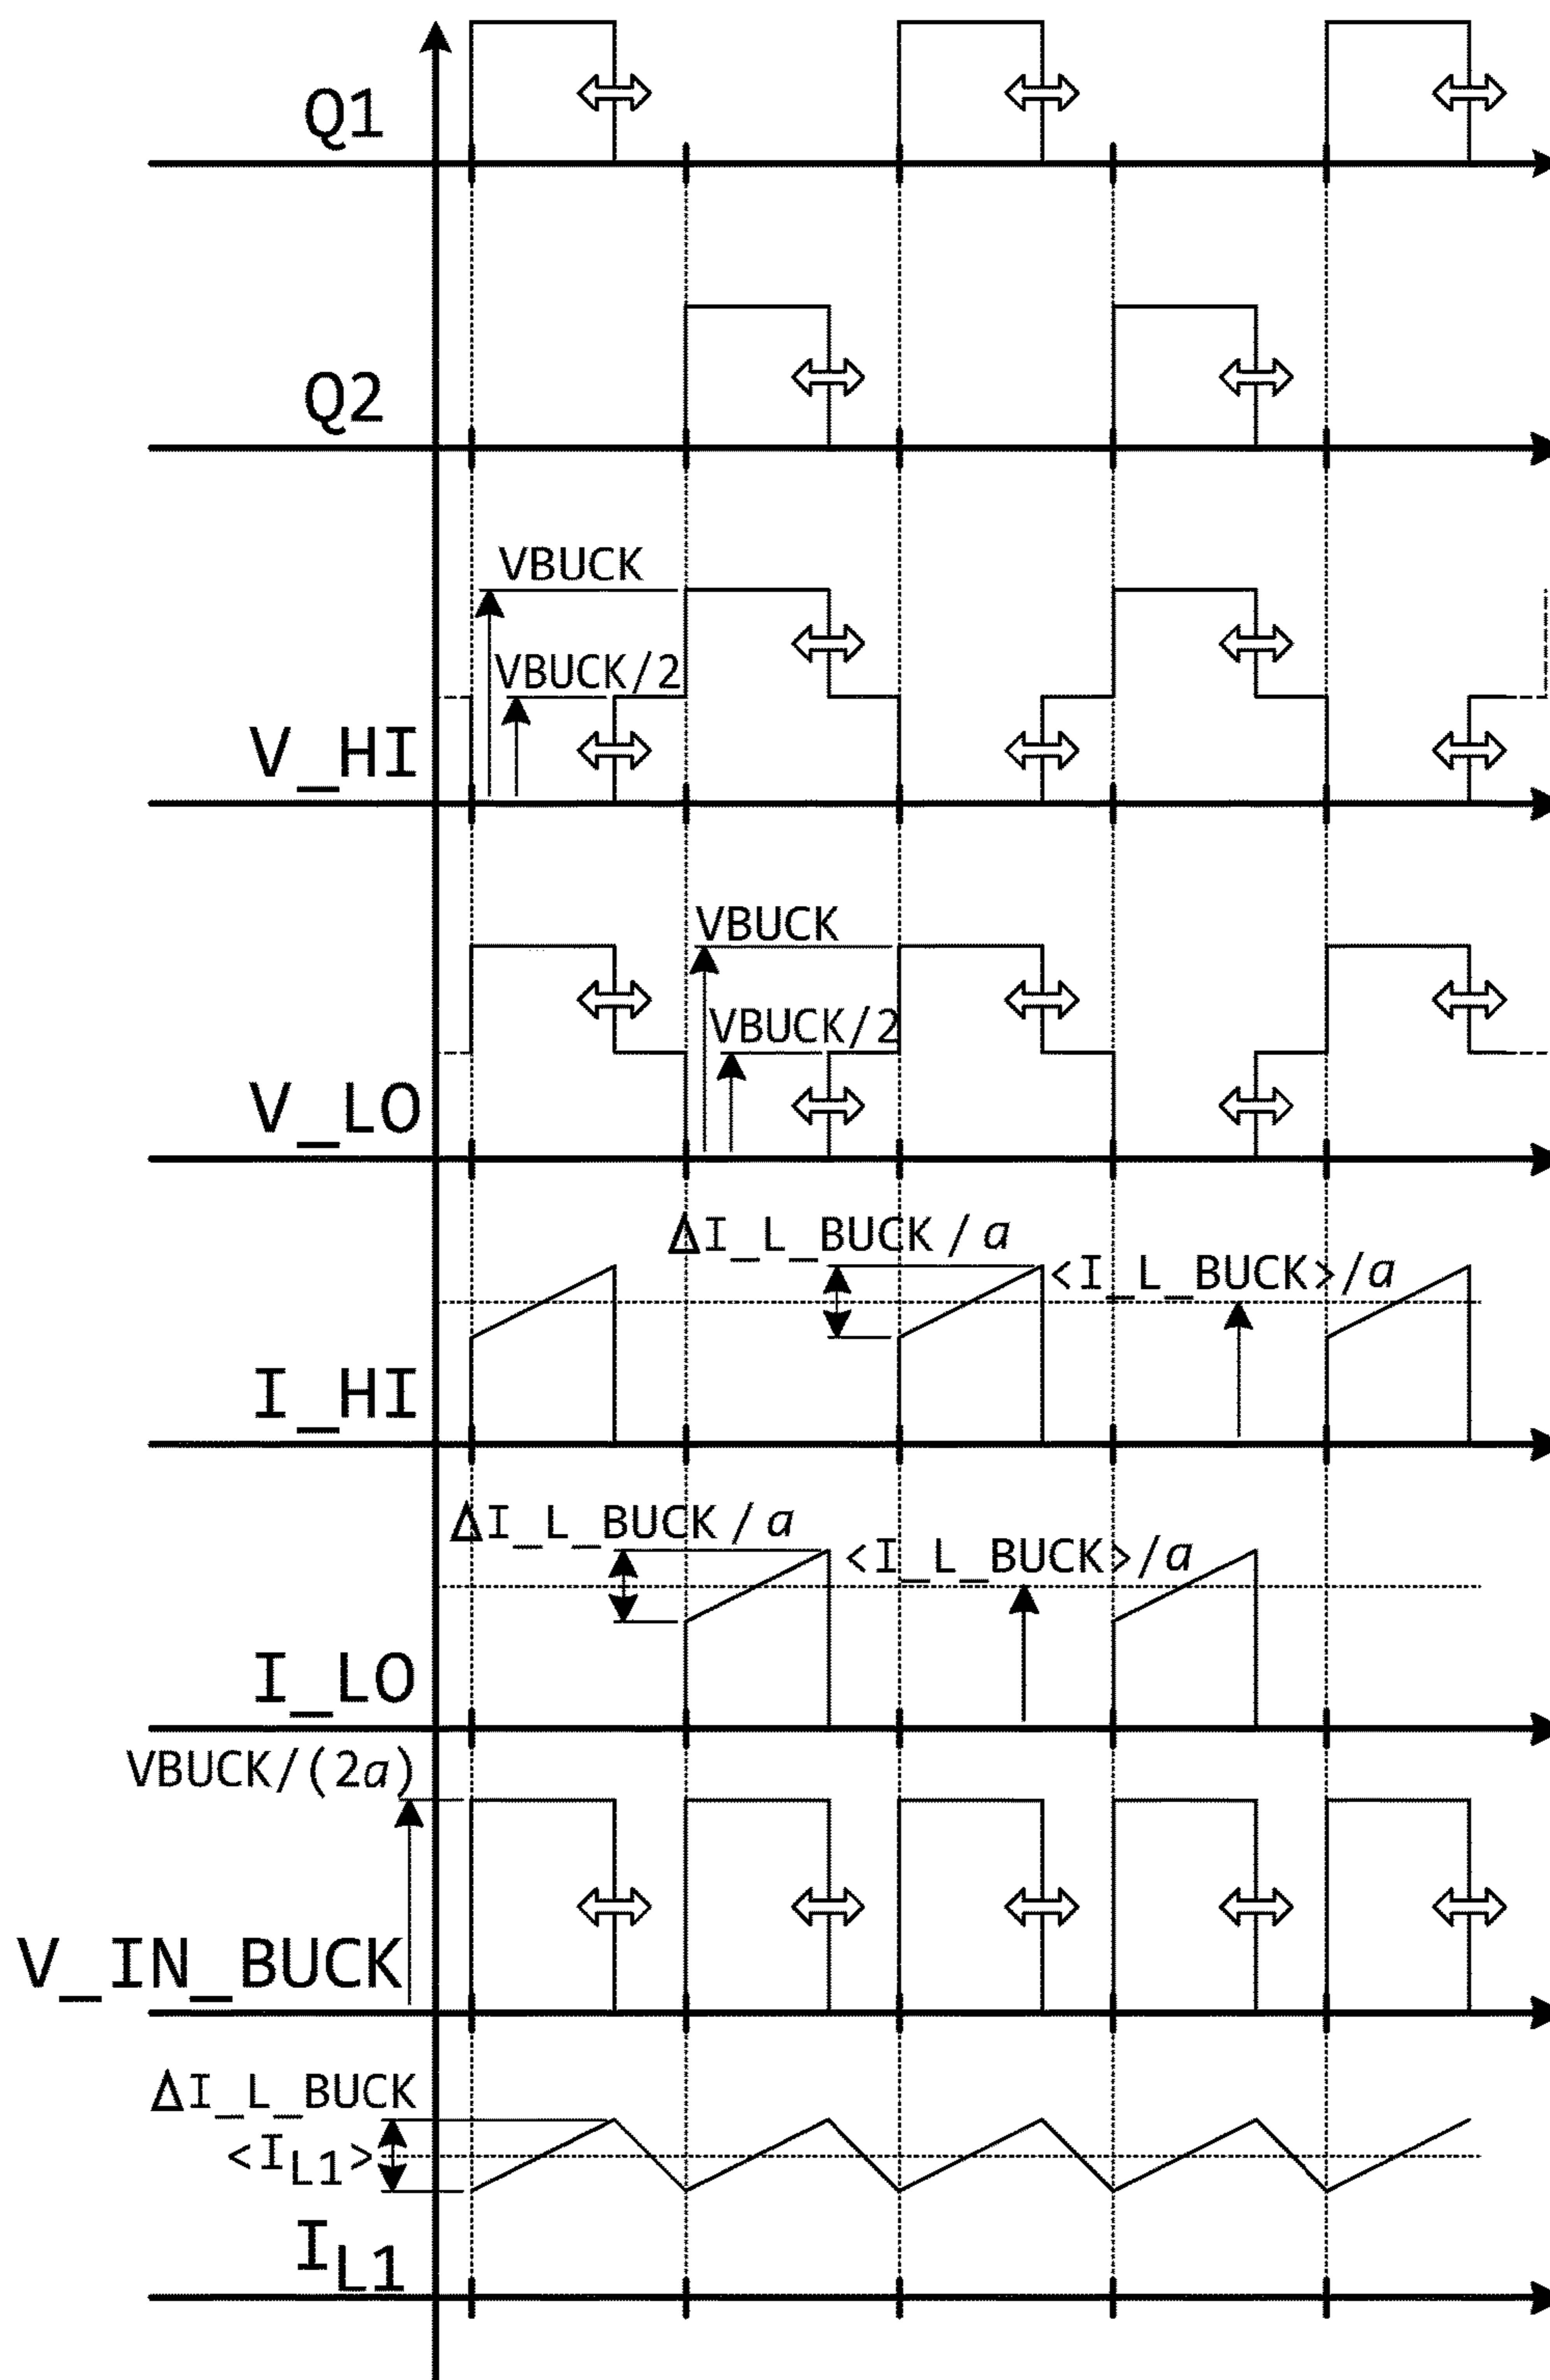 Q1
Q2
VBUCK
VBUCK/2
V_HI
VBUCK
VBUCK/2
V_LO
ΔI_L_BUCK/a
<I_L_BUCK>/a
I_HI
ΔI_L_BUCK/a
<I_L_BUCK>/a
I_LO
VBUCK/(2a)
V_IN_BUCK
ΔI_L_BUCK
<IL1>
IL1